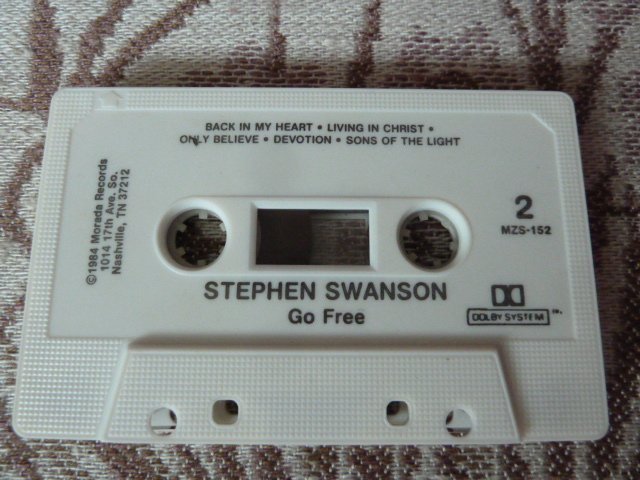 BACK IN MY HEART • LIVING IN CHRIST •
ONLY BELIEVE • DEVOTION • SONS OF THE LIGHT
©1984 Morada Records
1014 17th Ave. So.
Nashville, TN 37212
2
MZS-152
STEPHEN SWANSON
Go Free
DOLBY SYSTEM